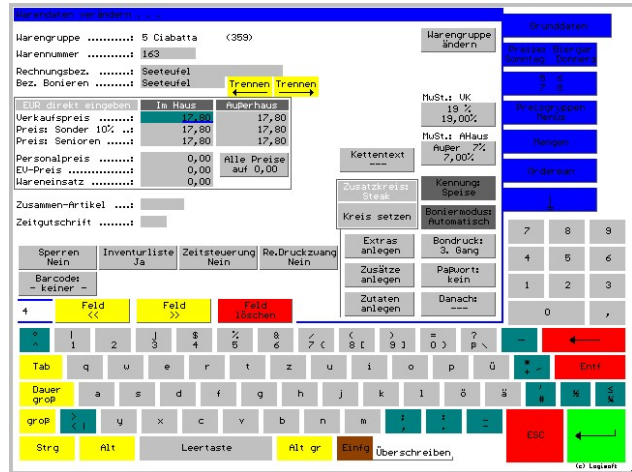 Warendaten verändern . . .
Warengruppe ..........: 5 Ciabatta (359)
Warengruppe ändern
Warennummer ..........: 163
Rechnungsbez. ........: Seeteufel
Bez. Bonieren ........: Seeteufel
Trennen Trennen
EUR direkt eingeben Im Haus Außerhaus
Verkaufspreis .......: 17,80 17,80
Preis: Sonder 10% ..: 17,80 17,80
Preis: Senioren .....: 17,80 17,80
Personalpreis .......: 0,00
EV-Preis ............: 0,00
Wareneinsatz ........: 0,00
Alle Preise auf 0,00
Zusammen-Artikel ....:
Zeitgutschrift ......:
MwSt.: VK
19 %
19,00%
MwSt.: AHaus
Außer 7%
7,00%
Kettentext
---
Zusatzkreis:
Steak
Kreis setzen
Kennung:
Speise
Boniermodus:
Automatisch
Sperren
Nein
Inventurliste
Ja
Zeitsteuerung
Nein
Re.Druckzwang
Nein
Barcode:
- keiner -
Extras anlegen
Zusätze anlegen
Zutaten anlegen
Bondruck:
3. Gang
Paßwort:
kein
Danach:
---
4
Feld
<<
Feld
>>
Feld
löschen
Grunddaten
Preisgruppen
Menüs
Mengen
Orderman
7 8 9
4 5 6
1 2 3
0 ,
° ^ | 1 2 J 3 $ 4 % 5 & 6 / 7 { ( 8 [ ) 9 ] = 0 } ? ß \
Tab q w e r t z u i o p ü * + ~ Entf
Dauer groß a s d f g h j k l ö ä ' #
groß > < | y x c v b n m ; , : . _ -
Strg Alt Leertaste Alt gr Einfg Überschreiben
ESC
(c) Logisoft